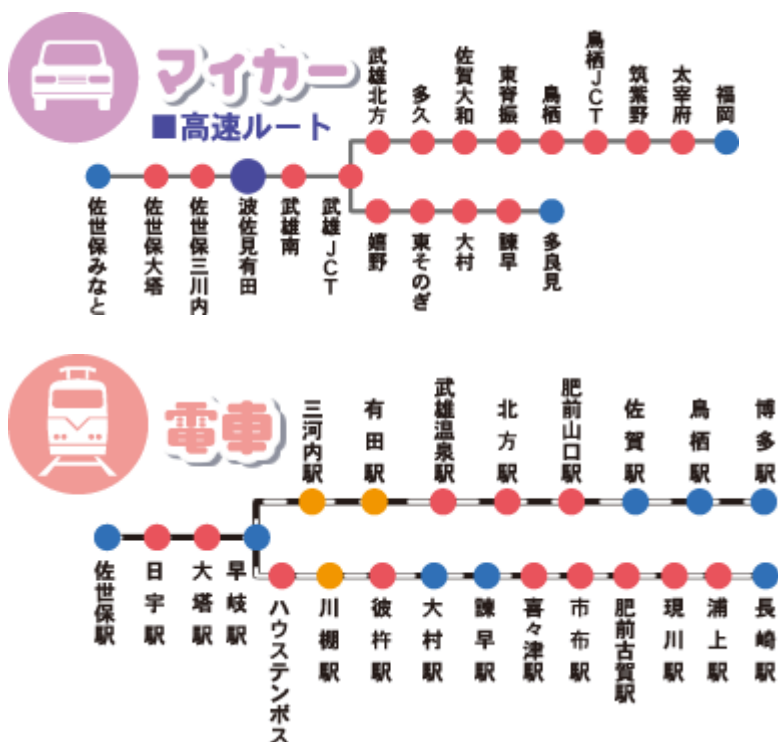 マイカー
■高速ルート
佐世保みなと
佐世保大塔
佐世保三川内
波佐見有田
武雄南
武雄JCT
武雄北方
多久
佐賀大和
東脊振
鳥栖
鳥栖JCT
筑紫野
太宰府
福岡
嬉野
東そのぎ
大村
諫早
多良見
電車
佐世保駅
日宇駅
大塔駅
早岐駅
三河内駅
有田駅
武雄温泉駅
北方駅
肥前山口駅
佐賀駅
鳥栖駅
博多駅
ハウステンボス
川棚駅
彼杵駅
大村駅
諫早駅
喜々津駅
市布駅
肥前古賀駅
現川駅
浦上駅
長崎駅